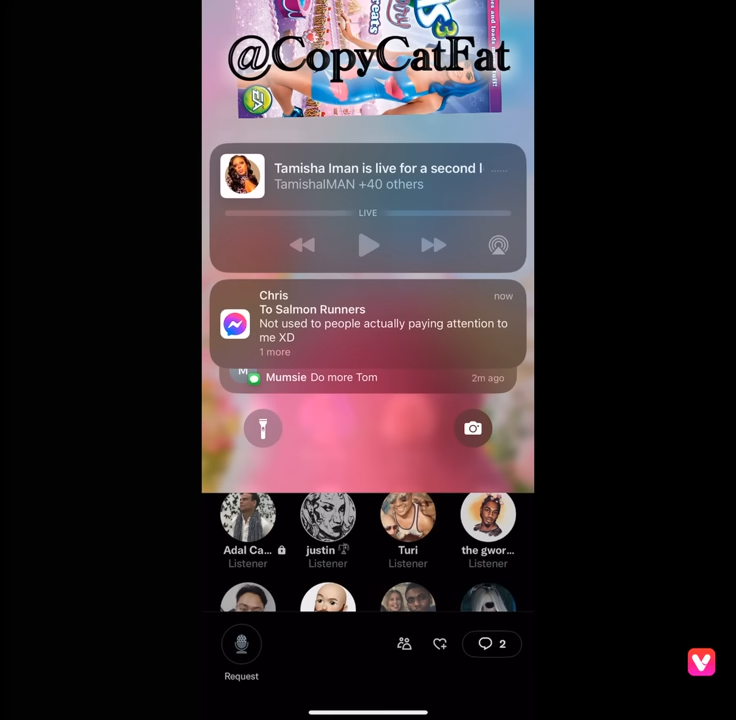 @CopyCatFat
EA
Tamisha Iman is live for a second l
TamishaIMAN +40 others
LIVE
Chris
now
To Salmon Runners
Not used to people actually paying attention to
me XD
1 more
M
Mumsie Do more Tom
2m ago
Adal Ca...
justin
Turi
the gwor...
Listener
Listener
Listener
Listener
2
Request